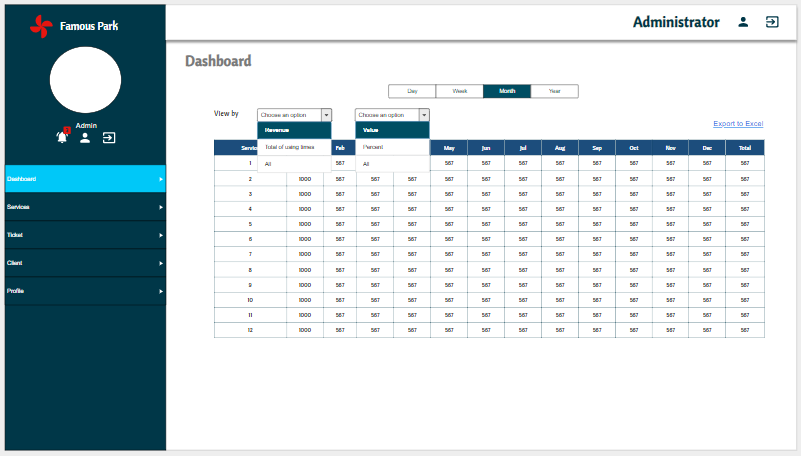 Famous Park
Administrator
Dashboard
Day Week Month Year
View by Choose an option Choose an option
Export to Excel
Revenue Value
Total of using times Percent
All All
Servic Feb May Jun Jul Aug Sep Oct Nov Dec Total
1 567 567 567 567 567 567 567 567 567 567
2 1000 567 567 567 567 567 567 567 567 567 567 567 567
3 1000 567 567 567 567 567 567 567 567 567 567 567 567
4 1000 567 567 567 567 567 567 567 567 567 567 567 567
5 1000 567 567 567 567 567 567 567 567 567 567 567 567
6 1000 567 567 567 567 567 567 567 567 567 567 567 567
7 1000 567 567 567 567 567 567 567 567 567 567 567 567
8 1000 567 567 567 567 567 567 567 567 567 567 567 567
9 1000 567 567 567 567 567 567 567 567 567 567 567 567
10 1000 567 567 567 567 567 567 567 567 567 567 567 567
11 1000 567 567 567 567 567 567 567 567 567 567 567 567
12 1000 567 567 567 567 567 567 567 567 567 567 567 567
Admin
Dashboard
Services
Ticket
Client
Profile